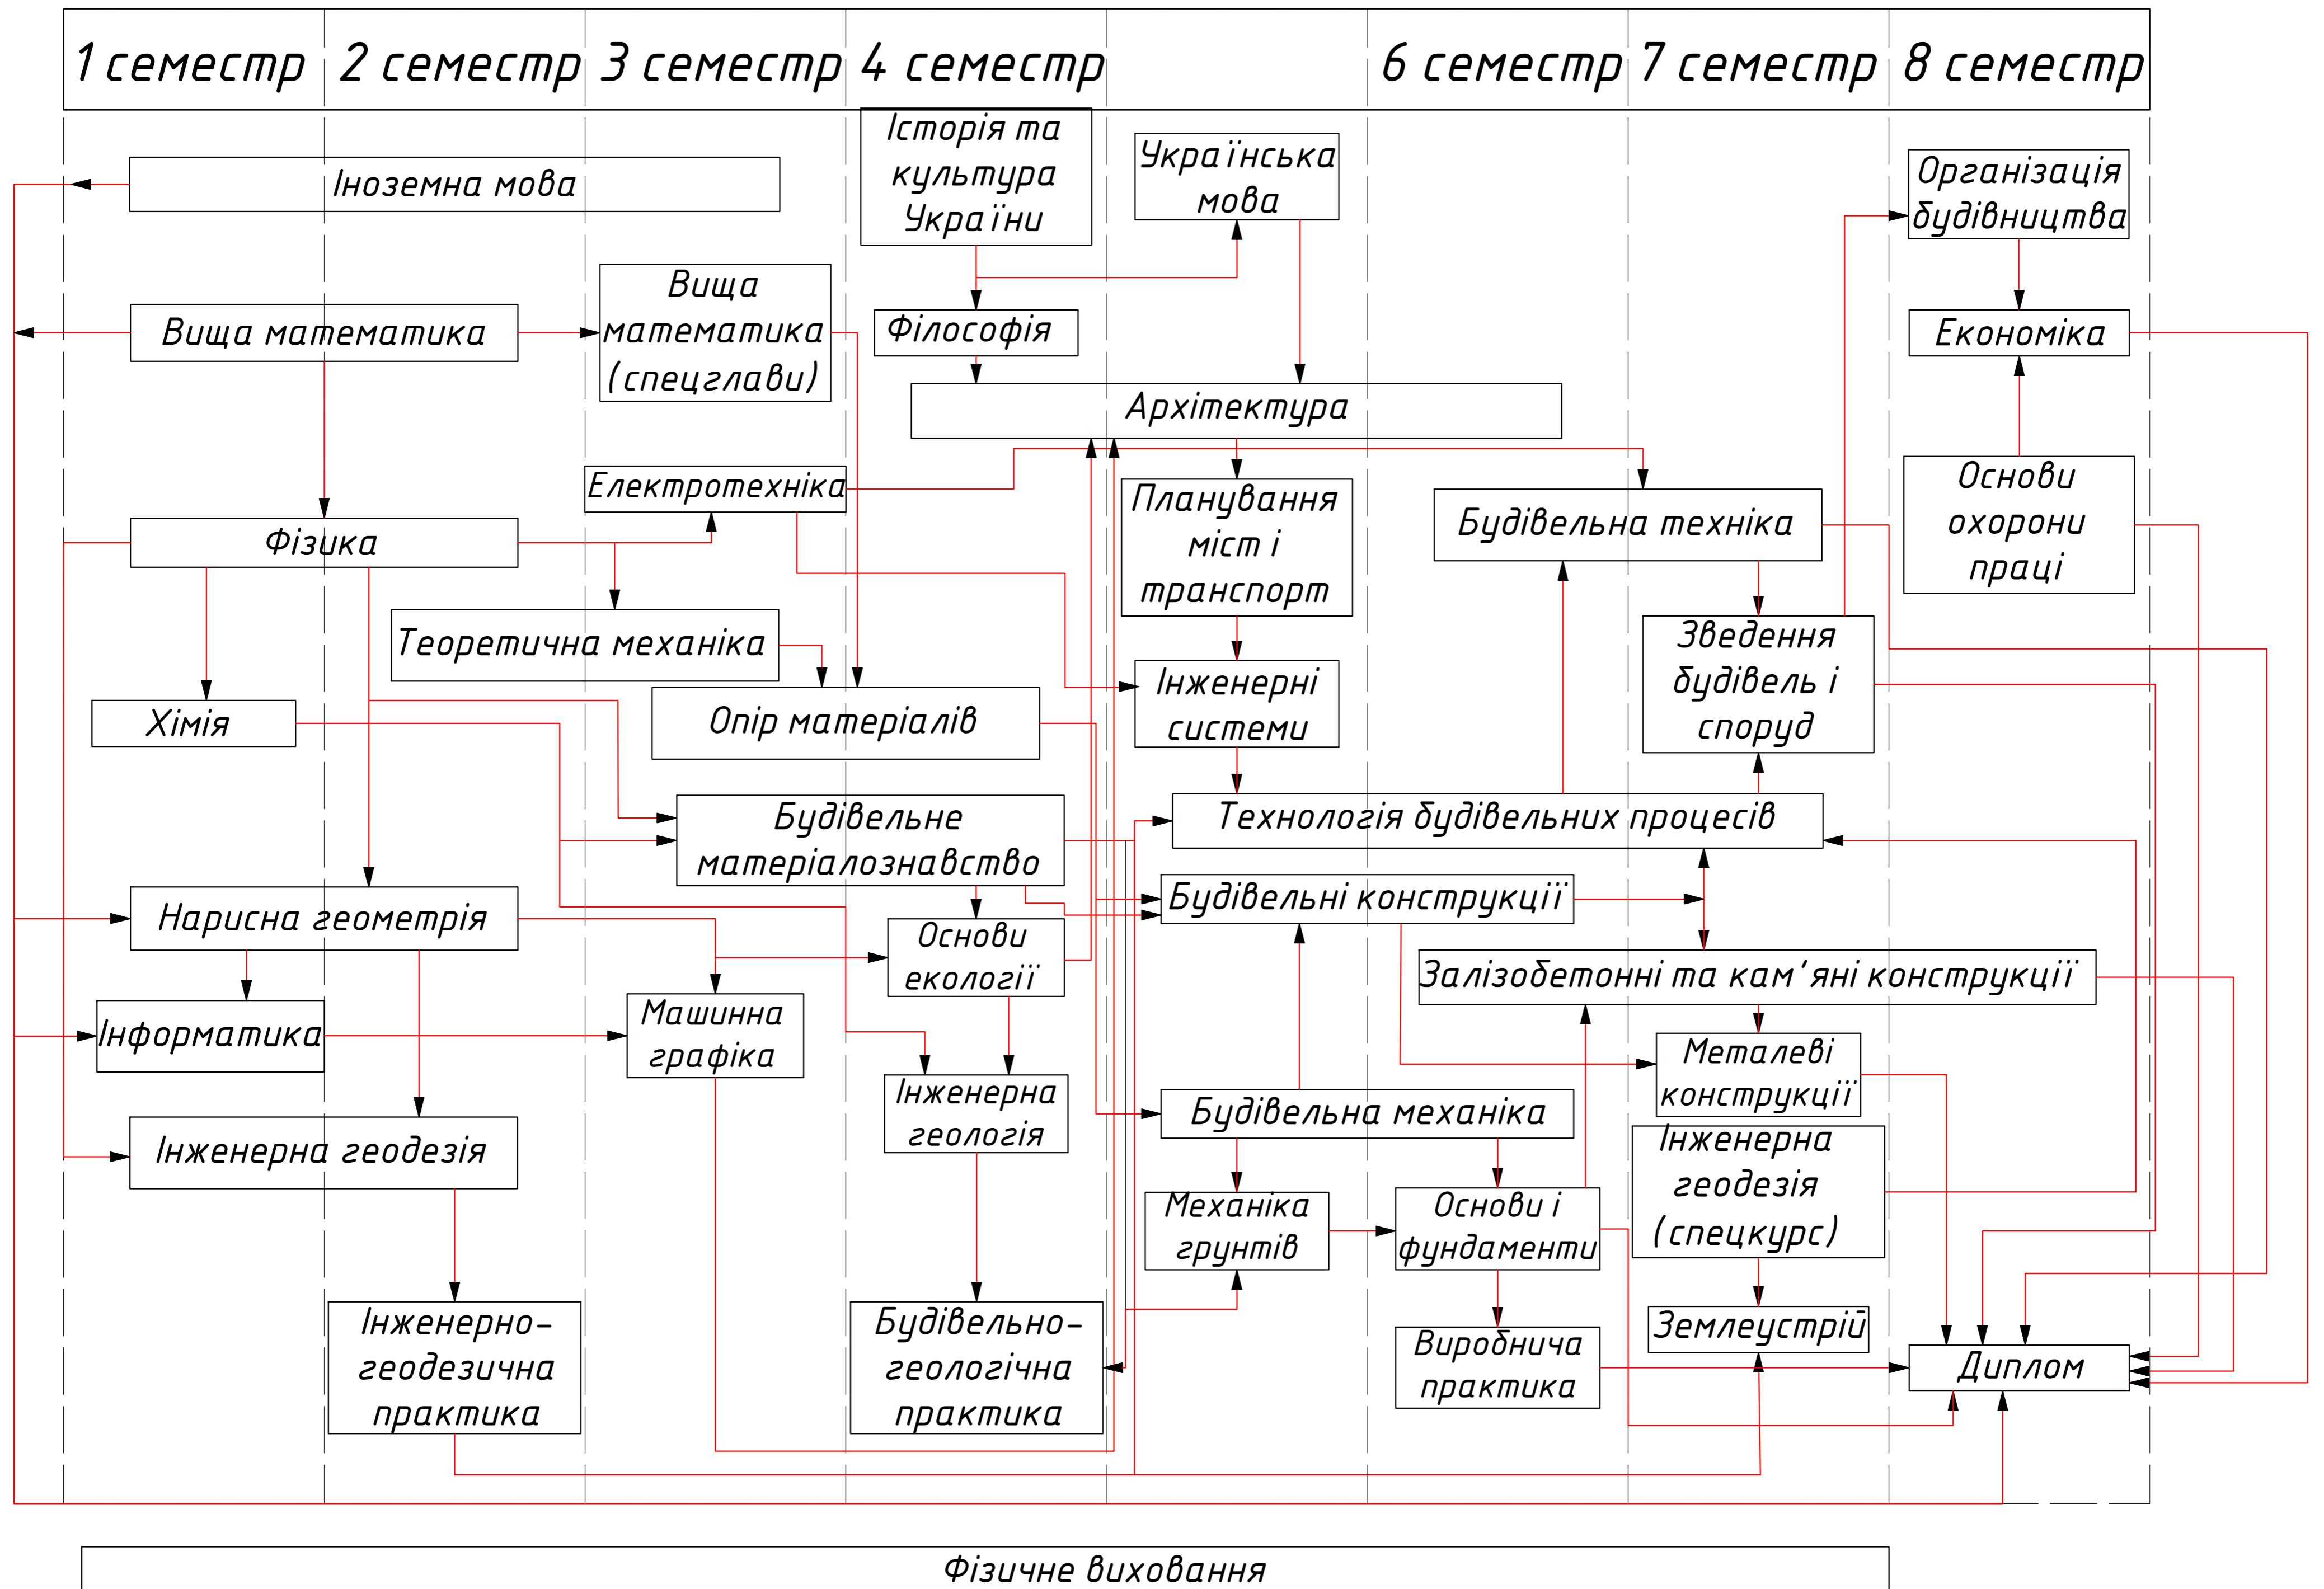 1 семестр
2 семестр
3 семестр
4 семестр
6 семестр
7 семестр
8 семестр
Іноземна мова
Історія та
культура
України
Українська
мова
Організація
будівництва
Вища математика
Вища
математика
(спецглави)
Філософія
Економіка
Архітектура
Електротехніка
Планування
міст і
транспорт
Будівельна техніка
Основи
охорони
праці
Фізика
Теоретична механіка
Інженерні
системи
Зведення
будівель і
споруд
Хімія
Опір матеріалів
Будівельне
матеріалознавство
Технологія будівельних процесів
Нарисна геометрія
Основи
екології
Будівельні конструкції
Залізобетонні та кам'яні конструкції
Інформатика
Машинна
графіка
Металеві
конструкції
Інженерна
геологія
Будівельна механіка
Інженерна геодезія
Інженерна
геодезія
(спецкурс)
Механіка
грунтів
Основи і
фундаменти
Інженерно-
геодезична
практика
Будівельно-
геологічна
практика
Виробнича
практика
Землеустрій
Диплом
Фізичне виховання